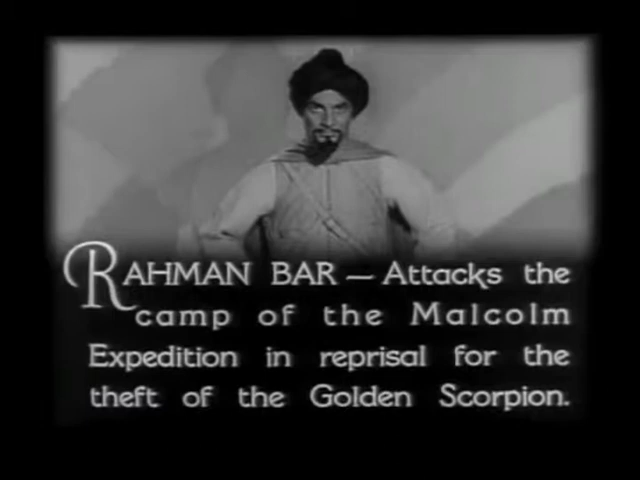 RAHMAN BAR — Attacks the
camp of the Malcolm
Expedition in reprisal for the
theft of the Golden Scorpion.